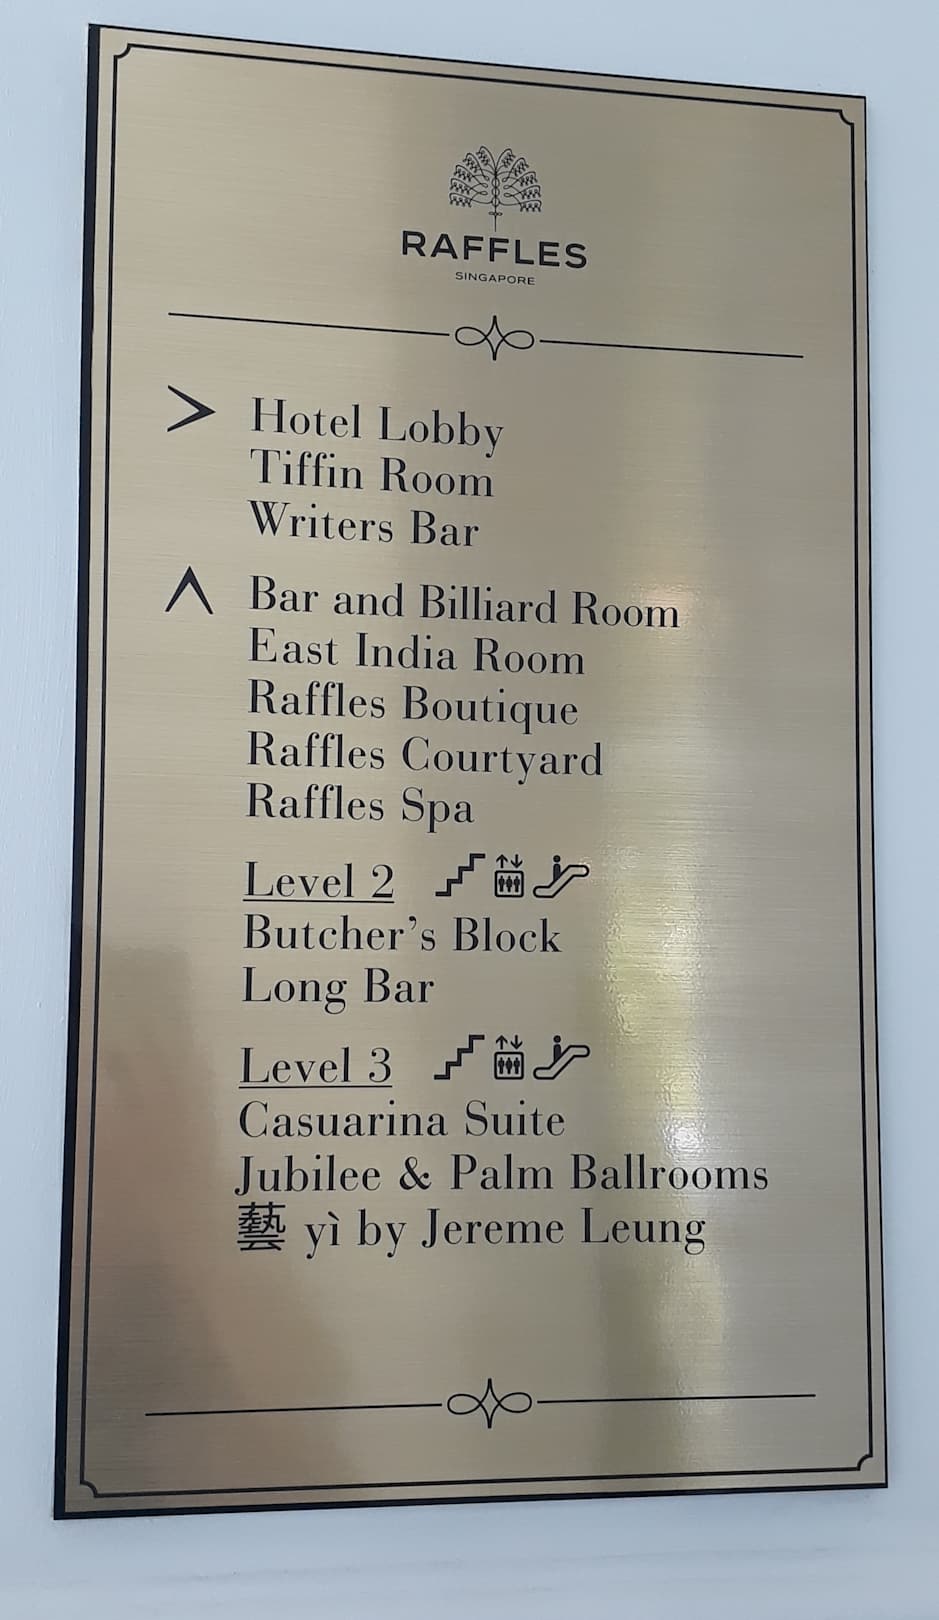 RAFFLES
SINGAPORE
> Hotel Lobby
Tiffin Room
Writers Bar
Bar and Billiard Room
East India Room
Raffles Boutique
Raffles Courtyard
Raffles Spa
Level 2
Butcher's Block
Long Bar
Level 3
Casuarina Suite
Jubilee & Palm Ballrooms
藝 yì by Jereme Leung